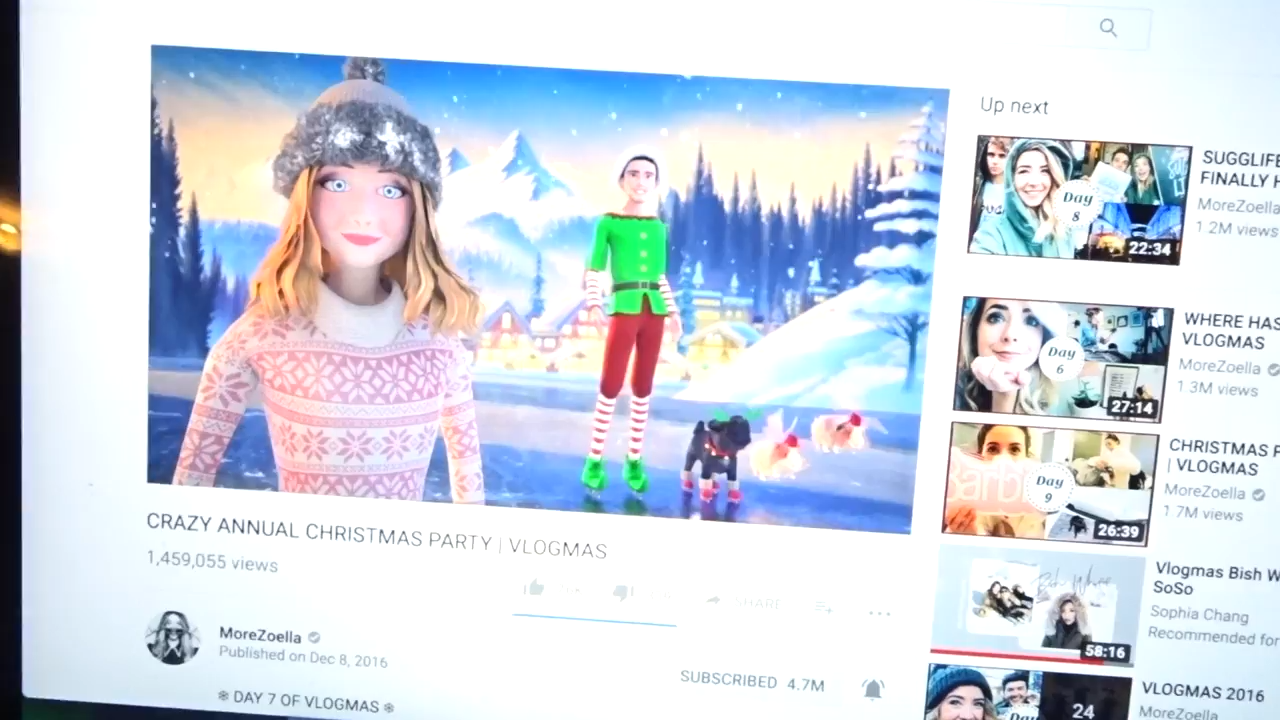 Up next
SUGGLIFE
FINALLY H
MoreZoella
1.2M views
Day
8
22:34
WHERE HAS
VLOGMAS
MoreZoella
1.3M views
Day
6
27:14
CHRISTMAS P
| VLOGMAS
MoreZoella
1.7M views
Barbi
Day
9
26:39
CRAZY ANNUAL CHRISTMAS PARTY | VLOGMAS
1,459,055 views
SHARE
MoreZoella
Published on Dec 8, 2016
SUBSCRIBED 4.7M
❄ DAY 7 OF VLOGMAS ❄
Vlogmas Bish W
SoSo
Sophia Chang
Recommended for
58:16
VLOGMAS 2016
MoreZoella
Day
24